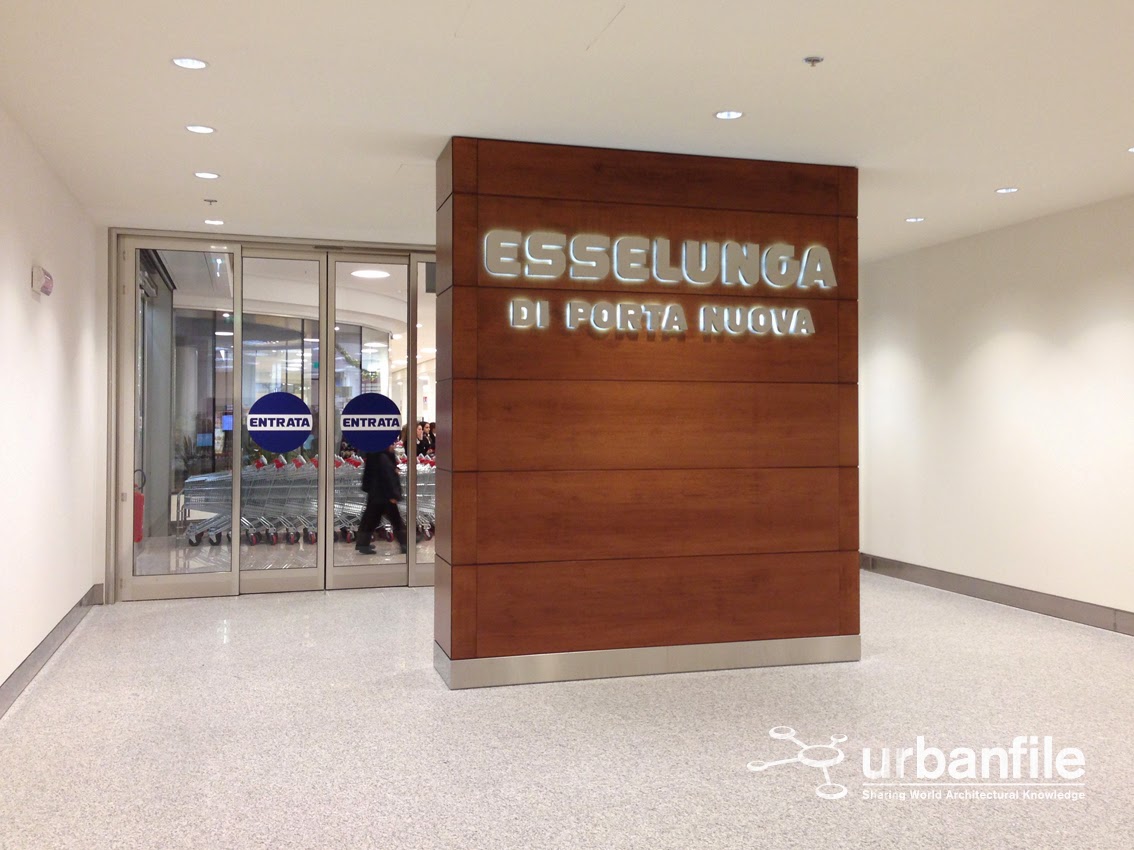 ESSELUNGA
DI PORTA NUOVA
ENTRATA
ENTRATA
urbanfile
Sharing World Architectural Knowledge